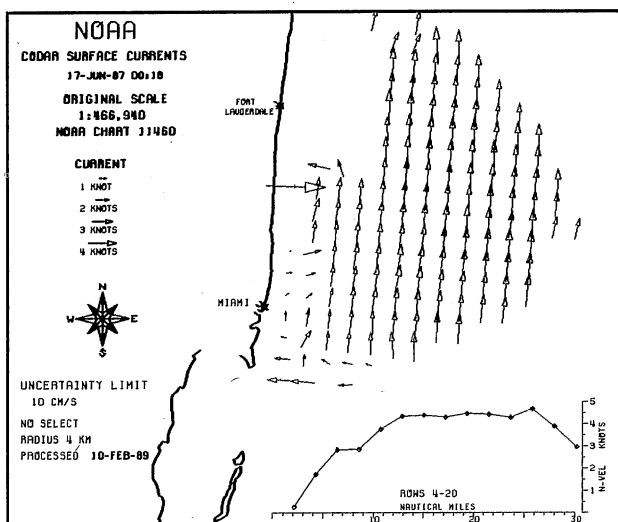 NOAA
CODAR SURFACE CURRENTS
17-JUN-87 00:18
ORIGINAL SCALE
1:466,940
NOAA CHART 11460
CURRENT
1 KNOT
2 KNOTS
3 KNOTS
4 KNOTS
N
W E
S
UNCERTAINTY LIMIT
10 CM/S
NO SELECT
RADIUS 4 KM
PROCESSED 10-FEB-89
FORT
LAUDERDALE
MIAMI
5
4
3
2
1
N-VEL KNOTS
ROWS 4-20
NAUTICAL MILES
10 20 30